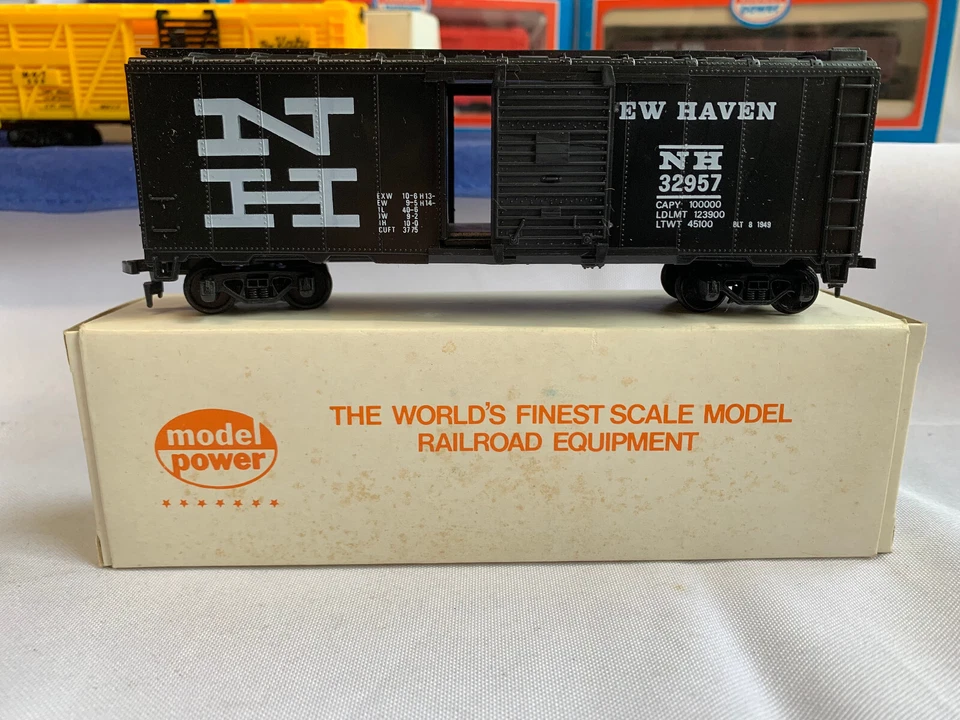 power
N
H
EW HAVEN
NH
32957
CAPY. 100000
LDLMT 123900
LTWT 45100 BLT 8 1949
EXW 10-6 H13-
EW 9-5 H14-
IL 40-6
IW 9-2
IH 10-0
CUFT 3775
model
power
THE WORLD'S FINEST SCALE MODEL
RAILROAD EQUIPMENT